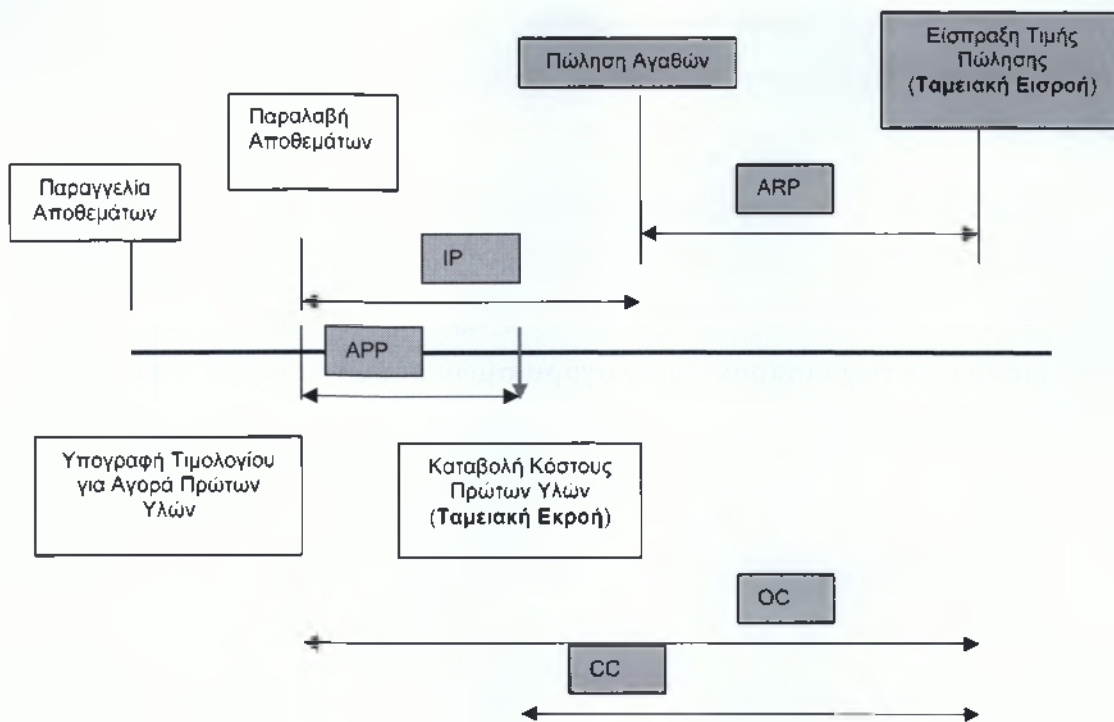 Πώληση Αγαθών
Είσπραξη Τιμής
Πώλησης
(Ταμειακή Εισροή)
Παραλαβή
Αποθεμάτων
Παραγγελία
Αποθεμάτων
ARP
IP
APP
Υπογραφή Τιμολογίου
για Αγορά Πρώτων
Υλών
Καταβολή Κόστους
Πρώτων Υλών
(Ταμειακή Εκροή)
OC
CC